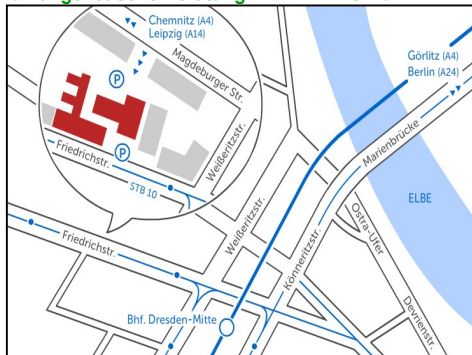 Chemnitz (A4)
Leipzig (A14)
P
Magdeburger Str.
Görlitz (A4)
Berlin (A24)
Marienbrücke
P
Friedrichstr.
Weißeritzstr.
STB 10
ELBE
Ostra-Ufer
Weißeritzstr.
Friedrichstr.
Könneritzstr.
Devrienstr.
Bhf. Dresden-Mitte